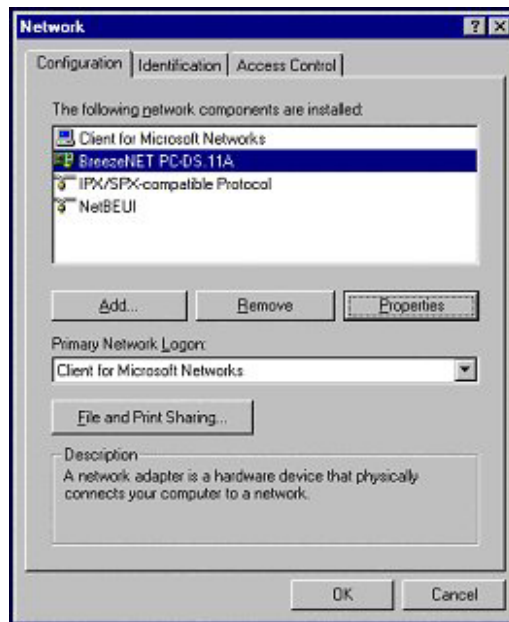 Network
Configuration Identification Access Control
The following network components are installed:
Client for Microsoft Networks
BreezeNET PC-DS.11A
IPX/SPX-compatible Protocol
NetBEUI
Add... Remove Properties
Primary Network Logon:
Client for Microsoft Networks
File and Print Sharing...
Description
A network adapter is a hardware device that physically
connects your computer to a network.
OK Cancel